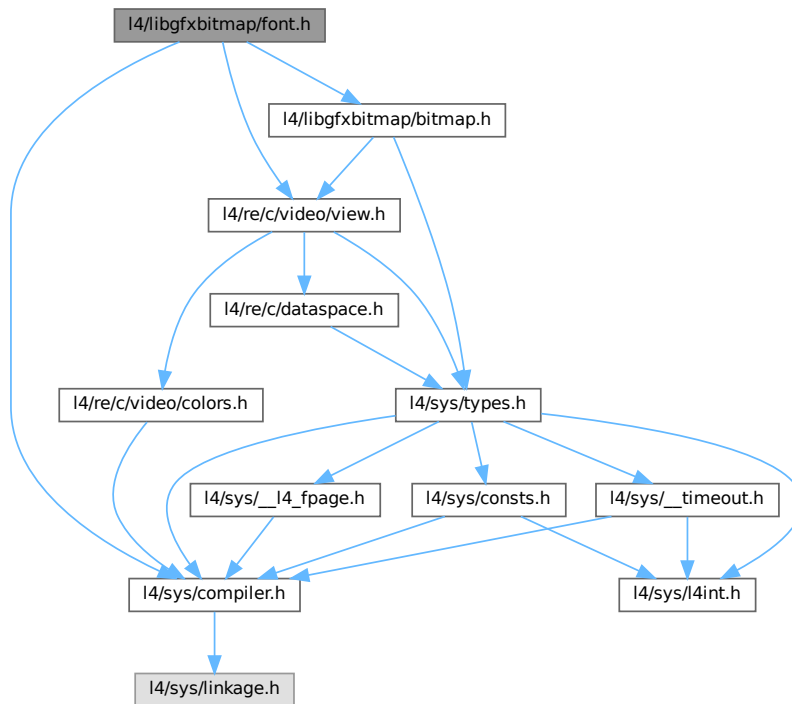 l4/libgfxbitmap/font.h
l4/libgfxbitmap/bitmap.h
l4/re/c/video/view.h
l4/re/c/dataspace.h
l4/re/c/video/colors.h
l4/sys/types.h
l4/sys/__l4_fpage.h
l4/sys/consts.h
l4/sys/__timeout.h
l4/sys/compiler.h
l4/sys/l4int.h
l4/sys/linkage.h